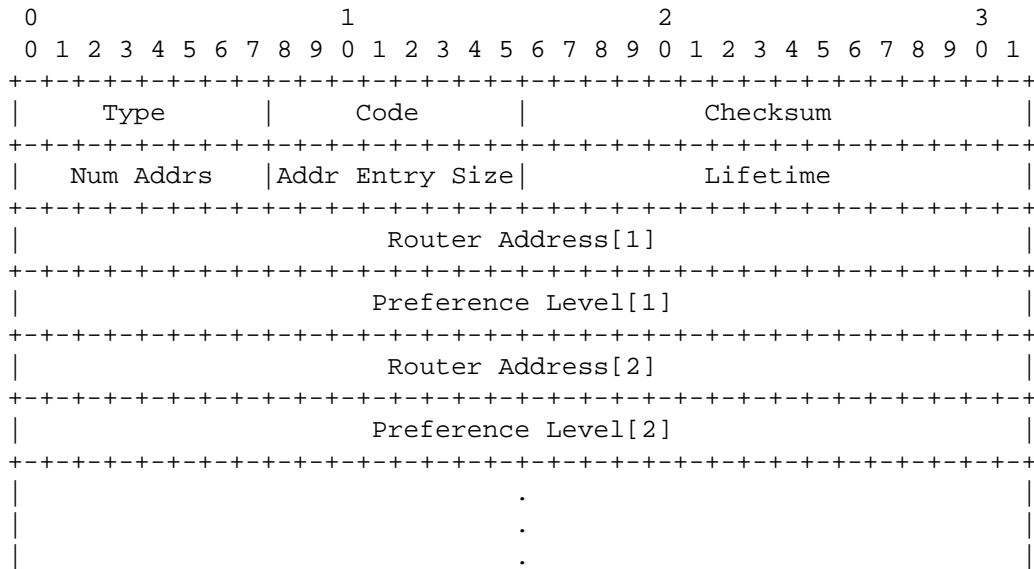 0                   1                   2                   3
 0 1 2 3 4 5 6 7 8 9 0 1 2 3 4 5 6 7 8 9 0 1 2 3 4 5 6 7 8 9 0 1
+-+-+-+-+-+-+-+-+-+-+-+-+-+-+-+-+-+-+-+-+-+-+-+-+-+-+-+-+-+-+-+-+
|     Type      |     Code      |           Checksum            |
+-+-+-+-+-+-+-+-+-+-+-+-+-+-+-+-+-+-+-+-+-+-+-+-+-+-+-+-+-+-+-+-+
|   Num Addrs   |Addr Entry Size|           Lifetime            |
+-+-+-+-+-+-+-+-+-+-+-+-+-+-+-+-+-+-+-+-+-+-+-+-+-+-+-+-+-+-+-+-+
|                       Router Address[1]                       |
+-+-+-+-+-+-+-+-+-+-+-+-+-+-+-+-+-+-+-+-+-+-+-+-+-+-+-+-+-+-+-+-+
|                      Preference Level[1]                      |
+-+-+-+-+-+-+-+-+-+-+-+-+-+-+-+-+-+-+-+-+-+-+-+-+-+-+-+-+-+-+-+-+
|                       Router Address[2]                       |
+-+-+-+-+-+-+-+-+-+-+-+-+-+-+-+-+-+-+-+-+-+-+-+-+-+-+-+-+-+-+-+-+
|                      Preference Level[2]                      |
+-+-+-+-+-+-+-+-+-+-+-+-+-+-+-+-+-+-+-+-+-+-+-+-+-+-+-+-+-+-+-+-+
|                               .                               |
|                               .                               |
|                               .                               |